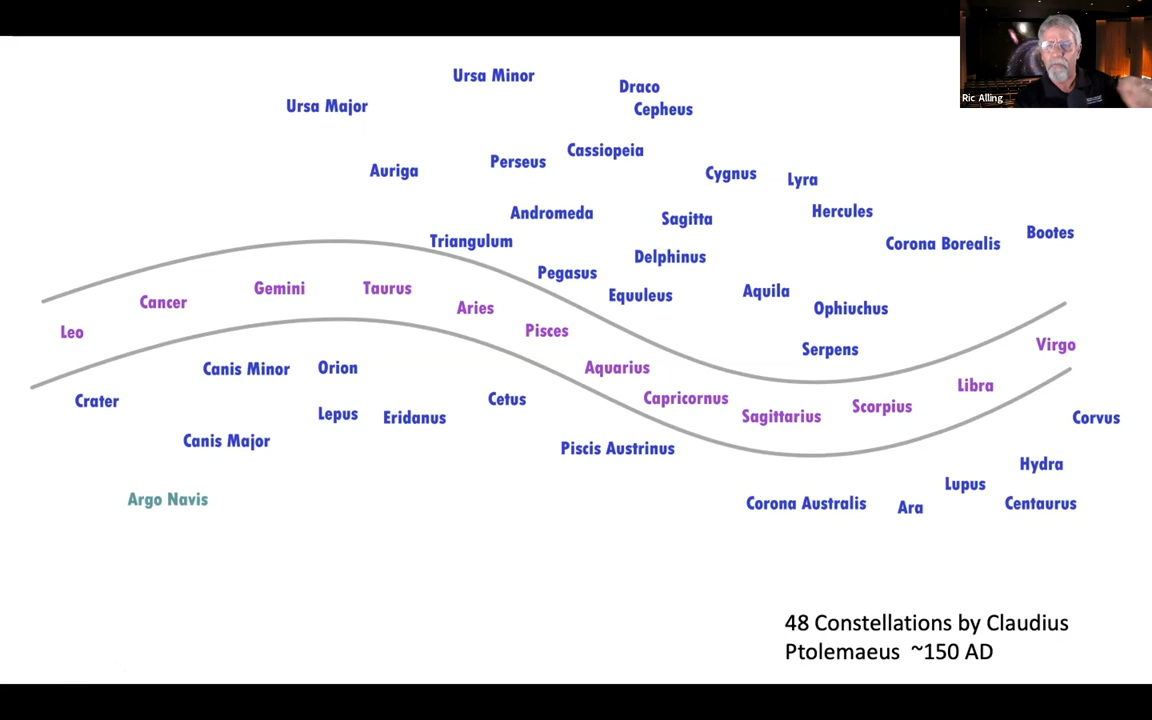 Ric Alling
Ursa Minor
Draco
Ursa Major
Cepheus
Cassiopeia
Perseus
Auriga
Cygnus
Lyra
Andromeda
Sagitta
Hercules
Bootes
Triangulum
Corona Borealis
Delphinus
Pegasus
Gemini
Taurus
Equuleus
Aquila
Cancer
Aries
Ophiuchus
Leo
Pisces
Virgo
Serpens
Canis Minor
Orion
Aquarius
Libra
Crater
Cetus
Capricornus
Scorpius
Lepus
Eridanus
Sagittarius
Corvus
Canis Major
Piscis Austrinus
Hydra
Lupus
Argo Navis
Corona Australis
Ara
Centaurus
48 Constellations by Claudius
Ptolemaeus ~150 AD